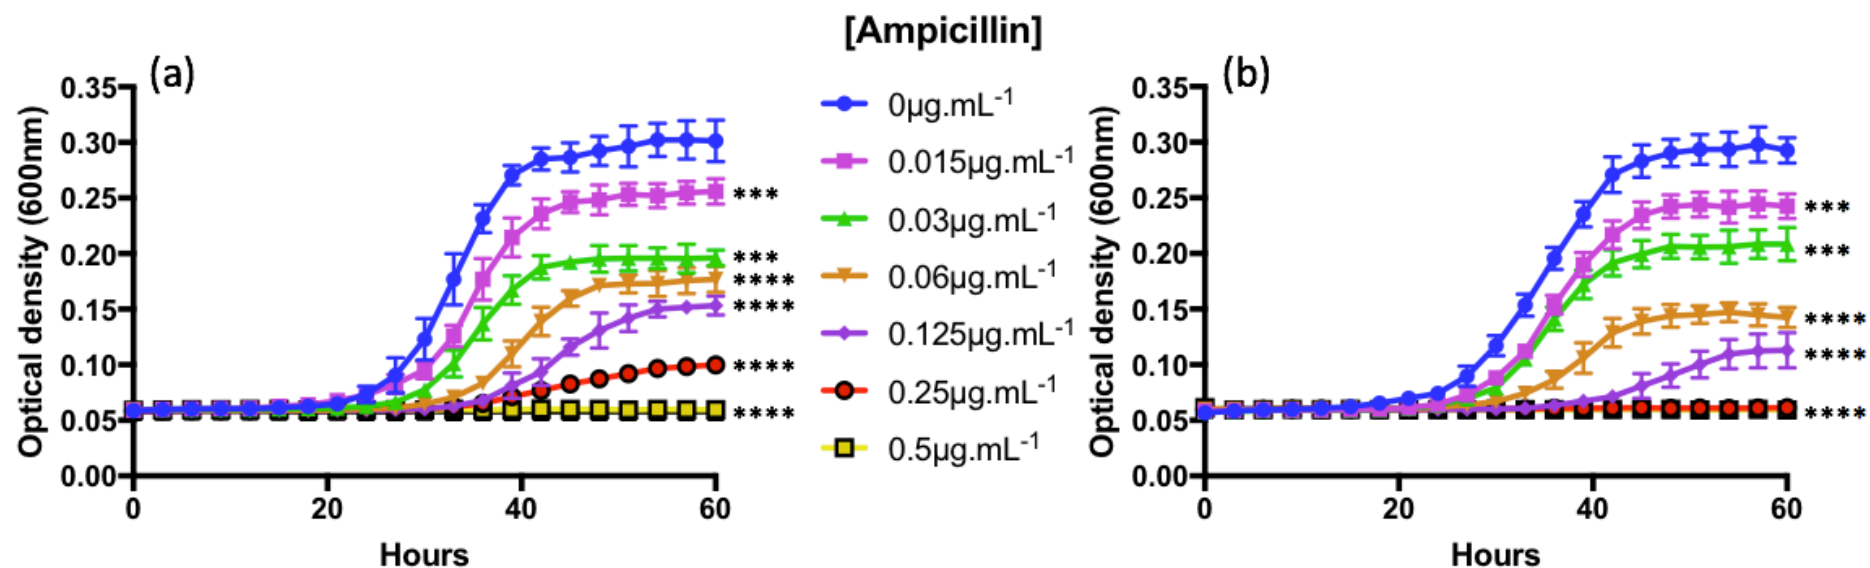 [Ampicillin]
(a)
Optical density (600nm)
0.35
0.30
0.25
0.20
0.15
0.10
0.05
0.00
0
20
40
60
Hours
***
***
****
****
****
****
0µg.mL⁻¹
0.015µg.mL⁻¹
0.03µg.mL⁻¹
0.06µg.mL⁻¹
0.125µg.mL⁻¹
0.25µg.mL⁻¹
0.5µg.mL⁻¹
(b)
Optical density (600nm)
0.35
0.30
0.25
0.20
0.15
0.10
0.05
0.00
0
20
40
60
Hours
***
***
****
****
****